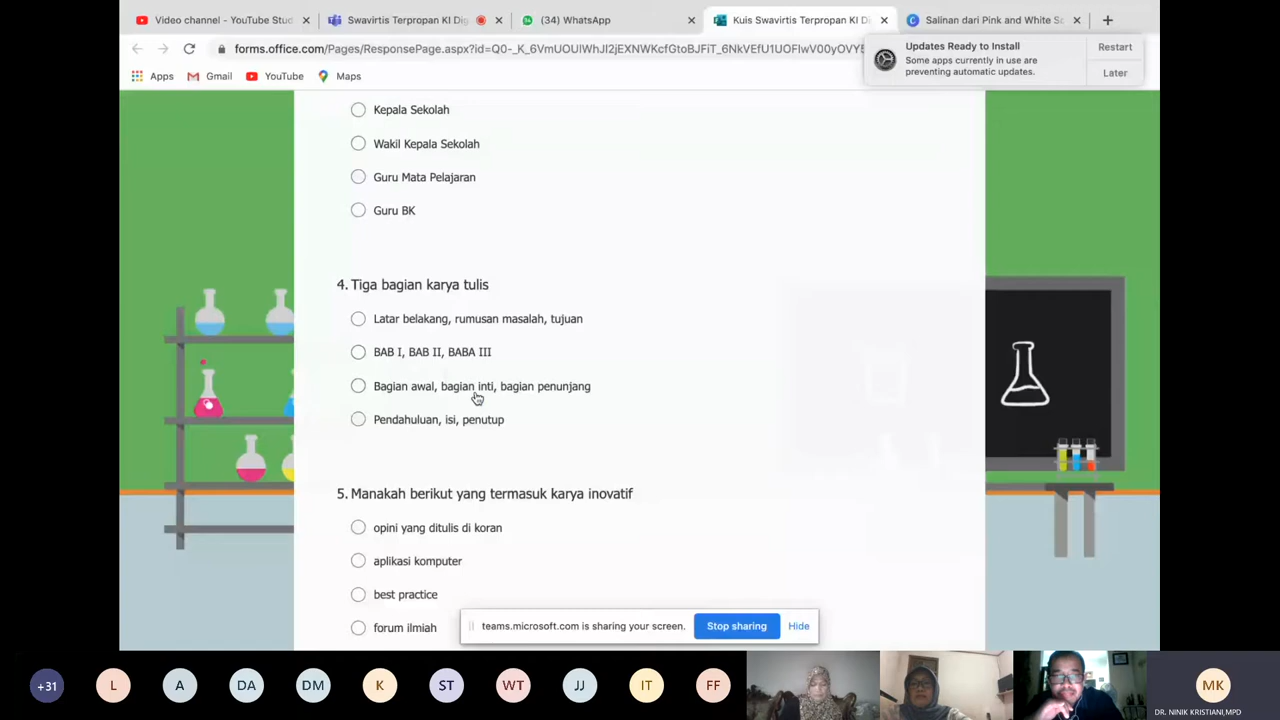 Video channel - YouTube Stud
Swavirtis Terpropan KI Dig
(34) WhatsApp
Kuis Swavirtis Terpropan KI Di
Salinan dari Pink and White Sc
forms.office.com/Pages/ResponsePage.aspx?id=Q0-_K_6VmUOUlWhJI2jEXNWKcfGtoBJFiT_6NkVEfU1UOFIwV00yOVY5
Updates Ready to Install
Some apps currently in use are
preventing automatic updates.
Restart
Later
Apps
Gmail
YouTube
Maps
Kepala Sekolah
Wakil Kepala Sekolah
Guru Mata Pelajaran
Guru BK
4. Tiga bagian karya tulis
Latar belakang, rumusan masalah, tujuan
BAB I, BAB II, BABA III
Bagian awal, bagian inti, bagian penunjang
Pendahuluan, isi, penutup
5. Manakah berikut yang termasuk karya inovatif
opini yang ditulis di koran
aplikasi komputer
best practice
forum ilmiah
teams.microsoft.com is sharing your screen.
Stop sharing
Hide
+31
L
A
DA
DM
K
ST
WT
JJ
IT
FF
MK
DR. NINIK KRISTIANI,MPD